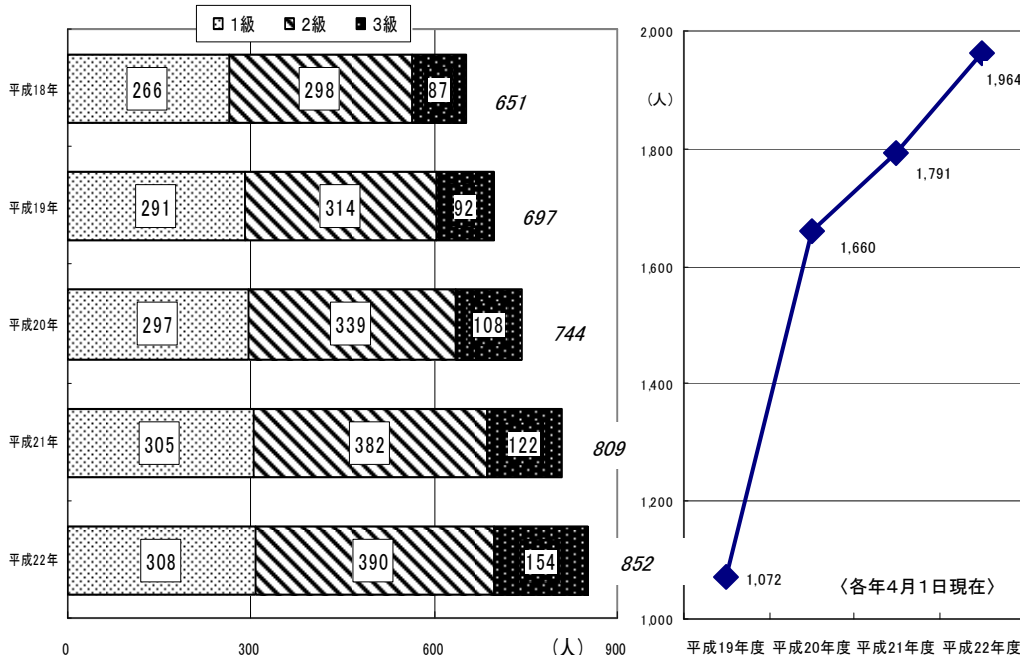 1級 2級 3級
平成18年 266 298 87 651
平成19年 291 314 92 697
平成20年 297 339 108 744
平成21年 305 382 122 809
平成22年 308 390 154 852
0 300 600 (人) 900
2,000
(人)
1,964
1,800
1,791
1,660
1,600
1,400
1,200
1,072
〈各年4月1日現在〉
1,000
平成19年度 平成20年度 平成21年度 平成22年度